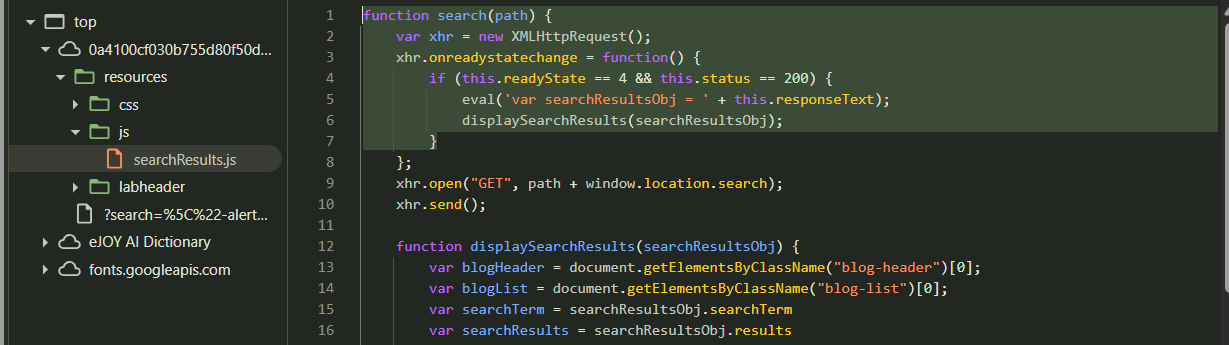 top
0a4100cf030b755d80f50d...
resources
css
js
searchResults.js
labheader
?search=%5C%22-alert...
eJOY AI Dictionary
fonts.googleapis.com
1 function search(path) {
2 var xhr = new XMLHttpRequest();
3 xhr.onreadystatechange = function() {
4 if (this.readyState == 4 && this.status == 200) {
5 eval('var searchResultsObj = ' + this.responseText);
6 displaySearchResults(searchResultsObj);
7 }
8 };
9 xhr.open("GET", path + window.location.search);
10 xhr.send();
11
12 function displaySearchResults(searchResultsObj) {
13 var blogHeader = document.getElementsByClassName("blog-header")[0];
14 var blogList = document.getElementsByClassName("blog-list")[0];
15 var searchTerm = searchResultsObj.searchTerm
16 var searchResults = searchResultsObj.results